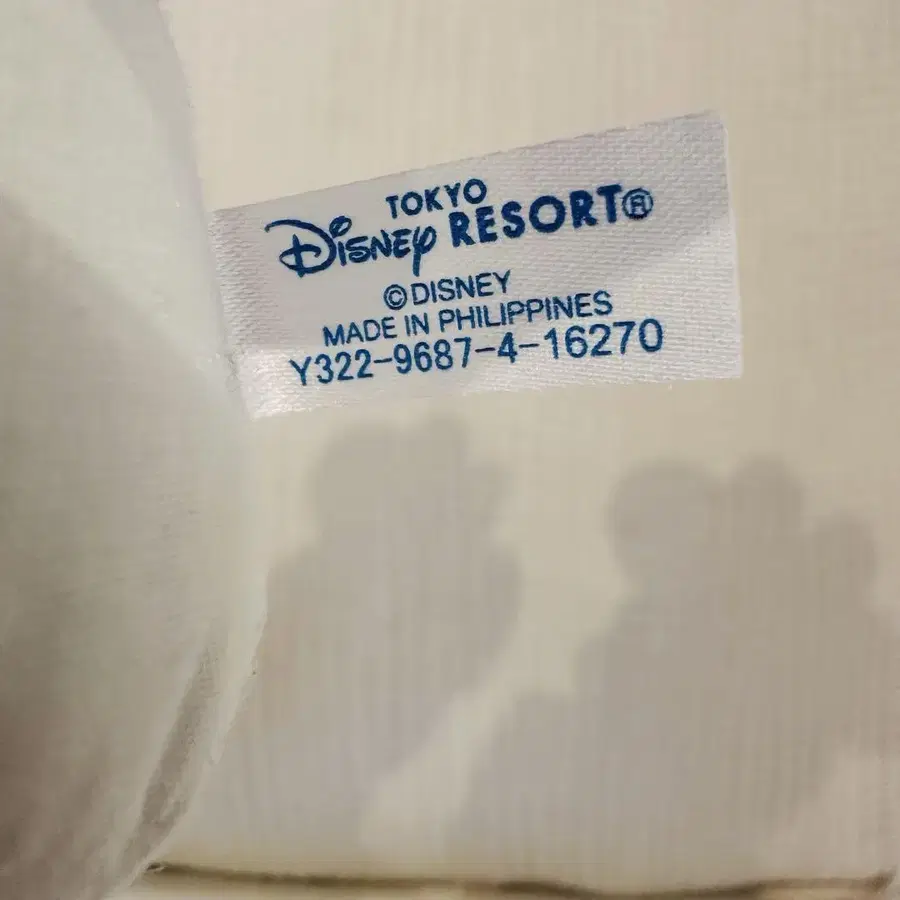 TOKYO
Disney RESORT®
©DISNEY
MADE IN PHILIPPINES
Y322-9687-4-16270